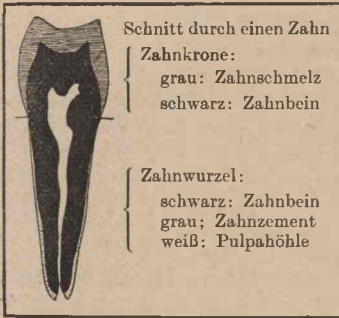 Schnitt durch einen Zahn
Zahnkrone:
grau: Zahnschmelz
schwarz: Zahnbein
Zahnwurzel:
schwarz: Zahnbein
grau; Zahnzement
weiß: Pulpahöhle